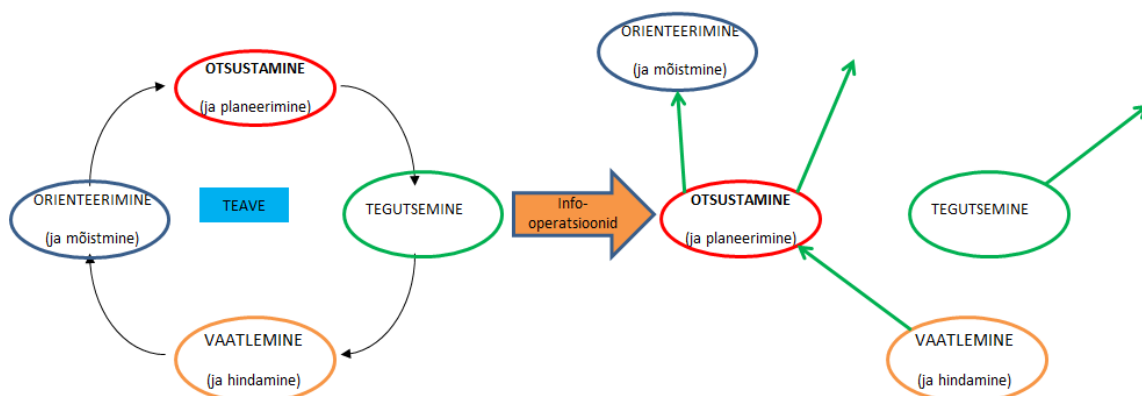 OTSUSTAMINE
(ja planeerimine)
ORIENTEERIMINE
(ja mõistmine)
TEAVE
TEGUTSEMINE
VAATLEMINE
(ja hindamine)
Info-
operatsioonid
ORIENTEERIMINE
(ja mõistmine)
OTSUSTAMINE
(ja planeerimine)
TEGUTSEMINE
VAATLEMINE
(ja hindamine)